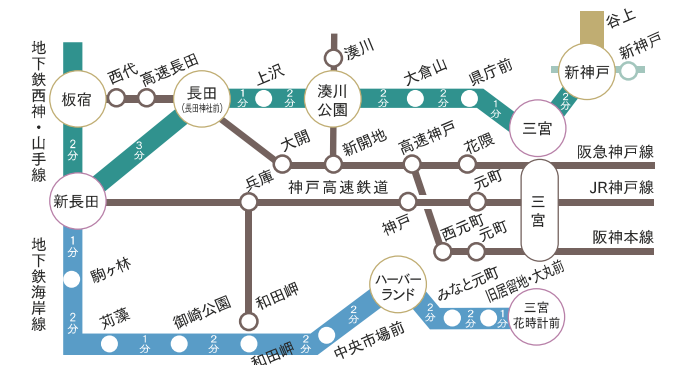 谷上
新神戸
湊川
地下鉄西神・山手線
西代
高速長田
上沢
大倉山
県庁前
新神戸
板宿
長田
(長田神社前)
1分
2分
湊川
公園
2分
2分
1分
2分
三宮
2分
3分
大開
新開地
高速神戸
花隈
阪急神戸線
兵庫
神戸高速鉄道
元町
JR神戸線
新長田
三宮
神戸
西元町
元町
阪神本線
地下鉄海岸線
1分
駒ヶ林
2分
苅藻
御崎公園
和田岬
ハーバー
ランド
みなと元町
旧居留地・大丸前
三宮
花時計前
2分
2分
1分
2分
1分
2分
和田岬
2分
中央市場前